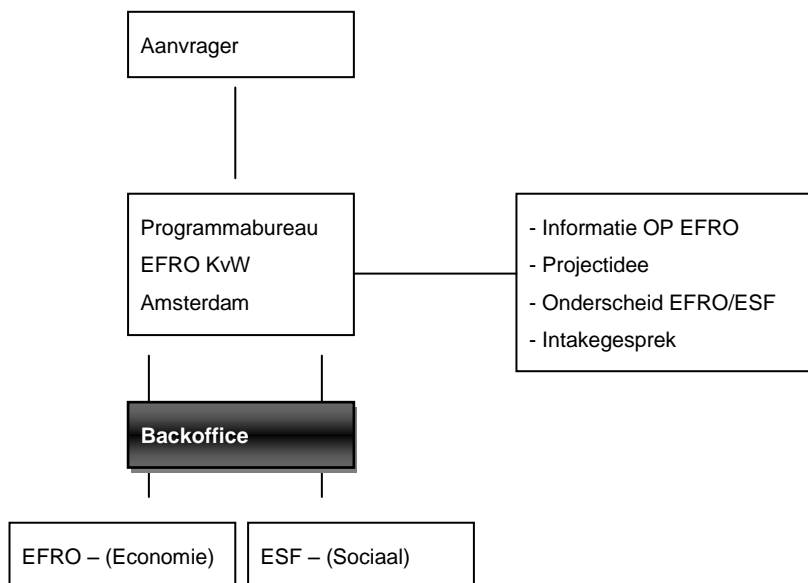 Aanvrager
Programmabureau
EFRO KvW
Amsterdam
- Informatie OP EFRO
- Projectidee
- Onderscheid EFRO/ESF
- Intakegesprek
Backoffice
EFRO – (Economie)
ESF – (Sociaal)